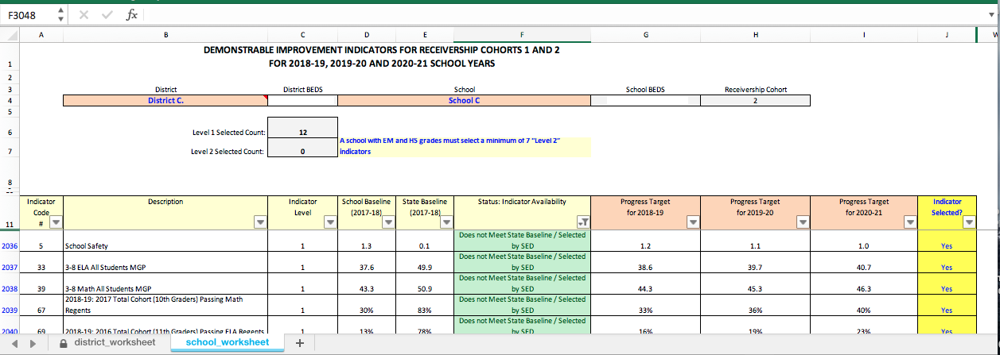 F3048 fx
A B C D E F G H I J
1 DEMONSTRABLE IMPROVEMENT INDICATORS FOR RECEIVERSHIP COHORTS 1 AND 2
FOR 2018-19, 2019-20 AND 2020-21 SCHOOL YEARS
2
3 District District BEDS School School BEDS Receivership Cohort
4 District C. School C 2
5
6 Level 1 Selected Count: 12
A school with EM and HS grades must select a minimum of 7 "Level 2"
7 Level 2 Selected Count: 0 indicators
8
Indicator Description Indicator School Baseline State Baseline Status: Indicator Availability Progress Target Progress Target Progress Target Indicator
Code Level (2017-18) (2017-18) for 2018-19 for 2019-20 for 2020-21 Selected?
11 #
Does not Meet State Baseline / Selected
2036 5 School Safety 1 1.3 0.1 by SED 1.2 1.1 1.0 Yes
Does not Meet State Baseline / Selected
2037 33 3-8 ELA All Students MGP 1 37.6 49.9 by SED 38.6 39.7 40.7 Yes
Does not Meet State Baseline / Selected
2038 39 3-8 Math All Students MGP 1 43.3 50.9 by SED 44.3 45.3 46.3 Yes
2018-19: 2017 Total Cohort (10th Graders) Passing Math Does not Meet State Baseline / Selected
2039 67 Regents 1 30% 83% by SED 33% 36% 40% Yes
Does not Meet State Baseline / Selected
2040 69 2018-19: 2016 Total Cohort (11th Graders) Passing ELA Regents 1 13% 78% by SED 16% 19% 23% Yes
district_worksheet school_worksheet +